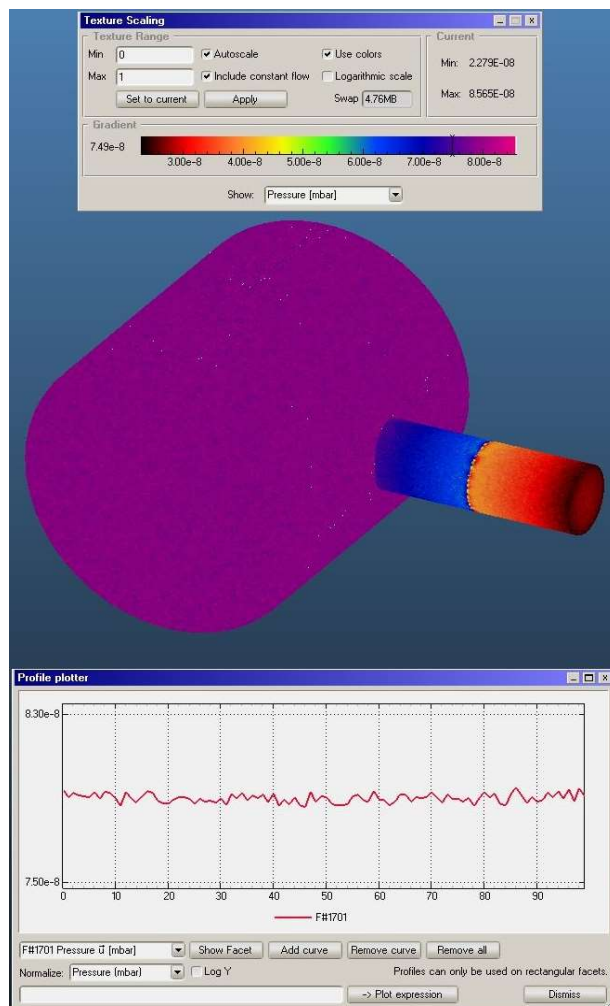 Texture Scaling
Texture Range
Min 0 Autoscale Use colors
Max 1 Include constant flow Logarithmic scale
Set to current Apply Swap 4.76MB
Current
Min: 2.279E-08
Max: 8.565E-08
Gradient
7.49e-8
3.00e-8 4.00e-8 5.00e-8 6.00e-8 7.00e-8 8.00e-8
Show: Pressure [mbar]
Profile plotter
8.30e-8
7.50e-8
0 10 20 30 40 50 60 70 80 90
F#1701
F#1701 Pressure ū [mbar] Show Facet Add curve Remove curve Remove all
Normalize: Pressure (mbar) Log Y Profiles can only be used on rectangular facets.
-> Plot expression Dismiss